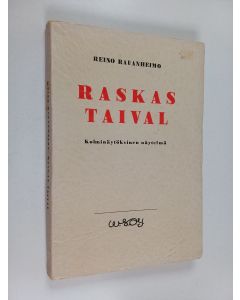 REINO RAUANHEIMO
RASKAS
TAIVAL
Kolminäytöksinen näytelmä
WSOY